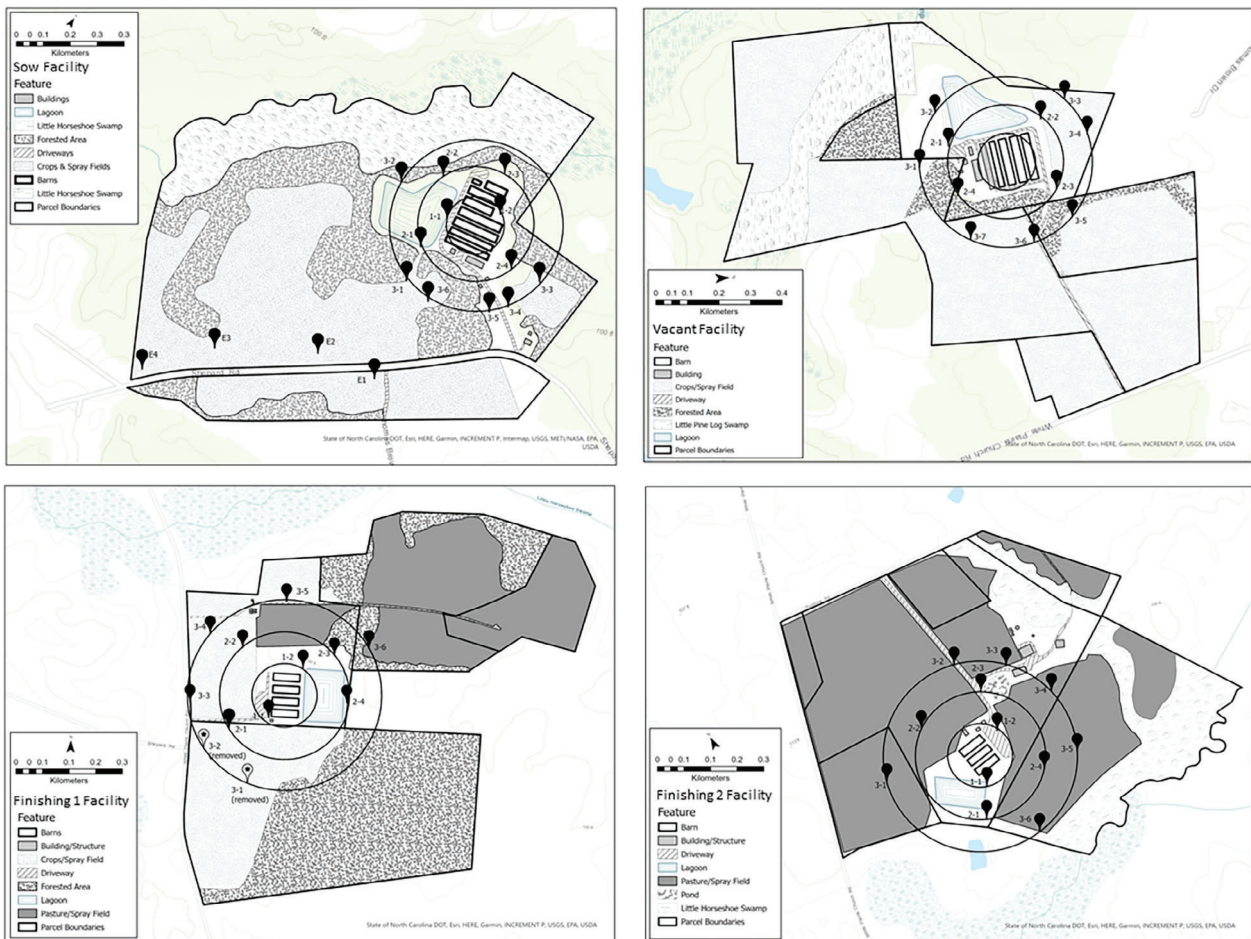 0 0.1 0.2 0.3
Kilometers
Sow Facility
Feature
Buildings
Lagoon
Little Horseshoe Swamp
Forested Area
Driveways
Crops & Spray Fields
Barns
Little Horseshoe Swamp
Parcel Boundaries
100 ft
3-2
2-2
2-3
1-1
2-1
2-4
3-1
3-6
3-3
3-5
3-4
100 ft
E4
E3
E2
E1
Shepard Rd
State of North Carolina DOT, Esri, HERE, Garmin, INCREMENT P, Intermap, USGS, METI/NASA, EPA,
USDA
0 0.1 0.2 0.4
Kilometers
Vacant Facility
Feature
Barn
Building
Crops/Spray Field
Driveway
Forested Area
Little Pine Log Swamp
Lagoon
Parcel Boundaries
3-3
3-2
2-2
3-4
2-1
3-1
2-3
2-4
3-5
3-7
3-6
White Plains Church Rd
State of North Carolina DOT, Esri, HERE, Garmin, INCREMENT P, USGS, EPA, USDA
Little Horseshoe Swamp
3-5
3-4
2-2
2-3
3-6
1-2
3-3
2-4
1-1
2-1
3-2
(removed)
3-1
(removed)
0 0.1 0.2 0.3
Kilometers
Finishing 1 Facility
Feature
Barns
Building/Structure
Crops/Spray Field
Driveway
Forested Area
Lagoon
Pasture/Spray Field
Parcel Boundaries
State of North Carolina DOT, Esri, HERE, Garmin, INCREMENT P, USGS, EPA, USDA
3-2
3-3
2-3
3-4
2-2
1-2
3-5
2-4
3-1
1-1
2-1
3-6
0 0.1 0.2 0.3
Kilometers
Finishing 2 Facility
Feature
Barn
Building/Structure
Driveway
Lagoon
Pasture/Spray Field
Pond
Little Horseshoe Swamp
Parcel Boundaries
State of North Carolina DOT, Esri, HERE, Garmin, INCREMENT P, USGS, EPA, USDA